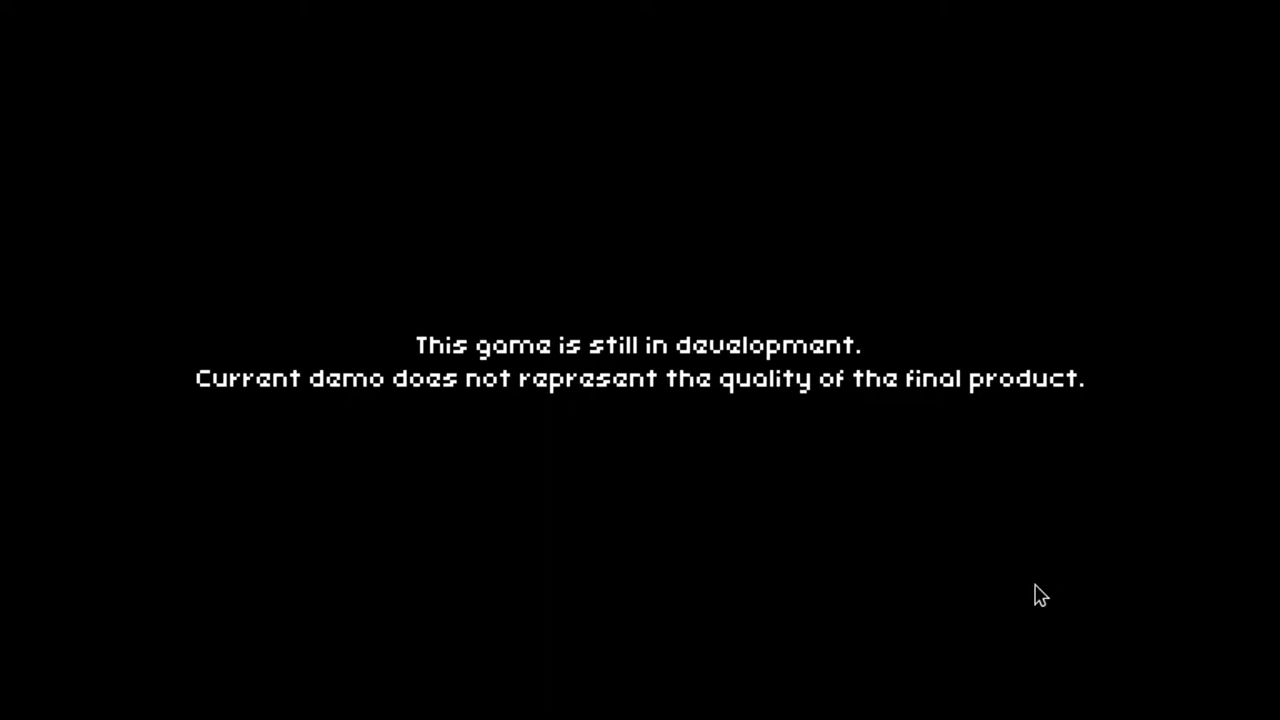 This game is still in development.
Current demo does not represent the quality of the final product.